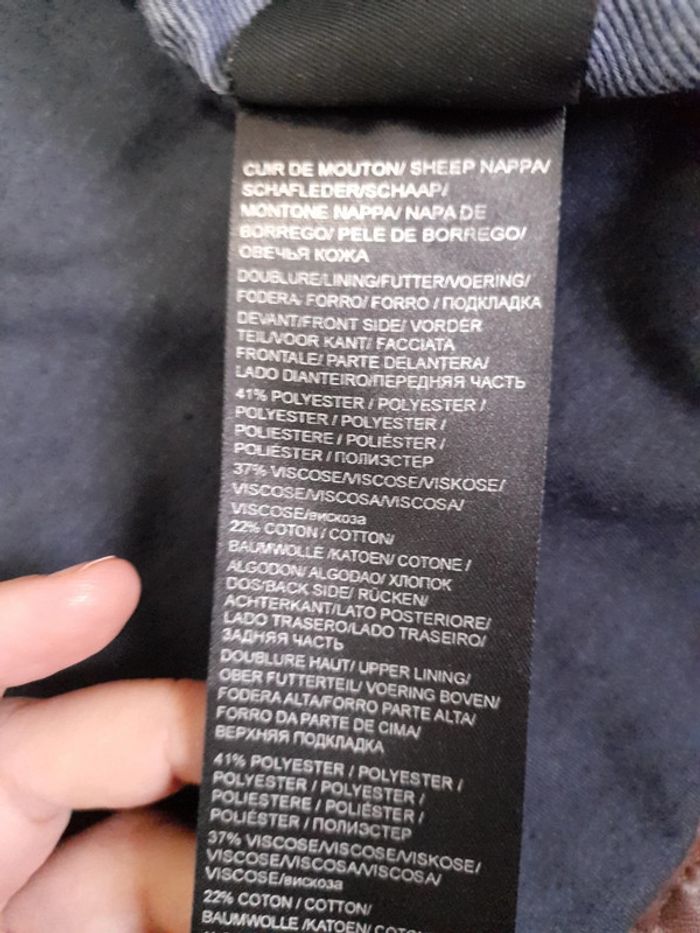 CUIR DE MOUTON/ SHEEP NAPPA/
SCHAFLEDER/SCHAAP/
MONTONE NAPPA/ NAPA DE
BORREGO/ PELE DE BORREGO/
ОВЕЧЬЯ КОЖА
DOUBLURE/LINING/FUTTER/VOERING/
FODERA/ FORRO/ FORRO / ПОДКЛАДКА
DEVANT/FRONT SIDE/ VORDER
TEIL/VOOR KANT/ FACCIATA
FRONTALE/ PARTE DELANTERA/
LADO DIANTEIRO/ПЕРЕДНЯЯ ЧАСТЬ
41% POLYESTER / POLYESTER /
POLYESTER / POLYESTER /
POLIESTERE / POLIÉSTER /
POLIÉSTER / ПОЛИЭСТЕР
37% VISCOSE/VISCOSE/VISKOSE/
VISCOSE/VISCOSA/VISCOSA/
VISCOSE/вискоза
22% COTON / COTTON/
BAUMWOLLE /KATOEN/ COTONE /
ALGODON/ ALGODAO/ ХЛОПОК
DOS/BACK SIDE/ RÜCKEN/
ACHTERKANT/LATO POSTERIORE/
LADO TRASERO/LADO TRASEIRO/
ЗАДНЯЯ ЧАСТЬ
DOUBLURE HAUT/ UPPER LINING/
OBER FUTTERTEIL/ VOERING BOVEN/
FODERA ALTA/FORRO PARTE ALTA/
FORRO DA PARTE DE CIMA/
ВЕРХНЯЯ ПОДКЛАДКА
41% POLYESTER / POLYESTER /
POLYESTER / POLYESTER /
POLIESTERE / POLIÉSTER /
POLIÉSTER / ПОЛИЭСТЕР
37% VISCOSE/VISCOSE/VISKOSE/
VISCOSE/VISCOSA/VISCOSA/
VISCOSE/вискоза
22% COTON / COTTON/
BAUMWOLLE /KATOEN/